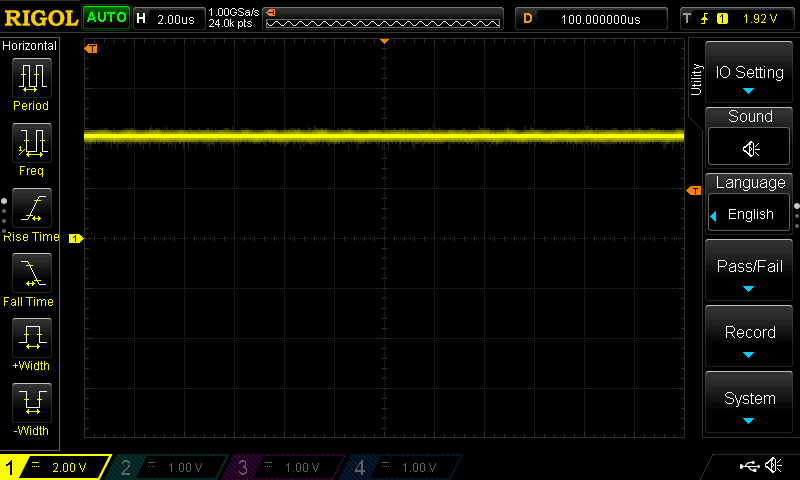 RIGOL AUTO H 2.00us 1.00GSa/s 24.0k pts D 100.000000us T 1 1.92 V
Horizontal
Period
Freq
Rise Time
Fall Time
+Width
-Width
T
1
T
Utility
IO Setting
Sound
Language
English
Pass/Fail
Record
System
1 = 2.00 V 2 = 1.00 V 3 = 1.00 V 4 = 1.00 V